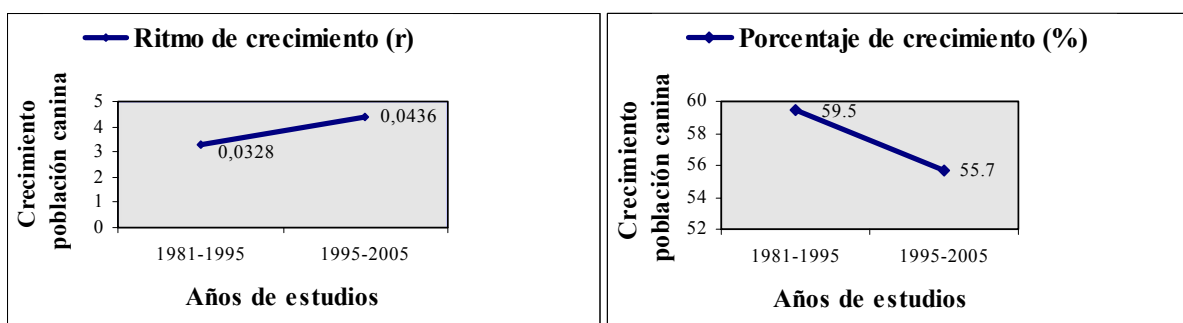 Ritmo de crecimiento (r)
Crecimiento
población canina
5
4
3
2
1
0
0,0328
0,0436
1981-1995
1995-2005
Años de estudios
Porcentaje de crecimiento (%)
Crecimiento
población canina
60
58
56
54
52
59.5
55.7
1981-1995
1995-2005
Años de estudios